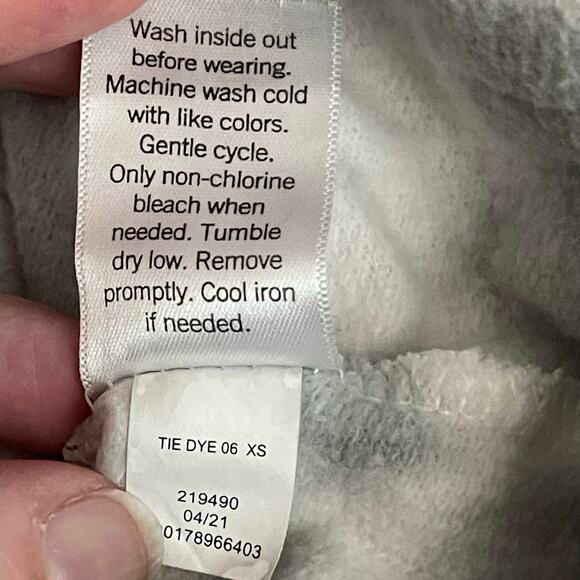 Wash inside out
before wearing.
Machine wash cold
with like colors.
Gentle cycle.
Only non-chlorine
bleach when
needed. Tumble
dry low. Remove
promptly. Cool iron
if needed.
TIE DYE 06 XS
219490
04/21
0178966403